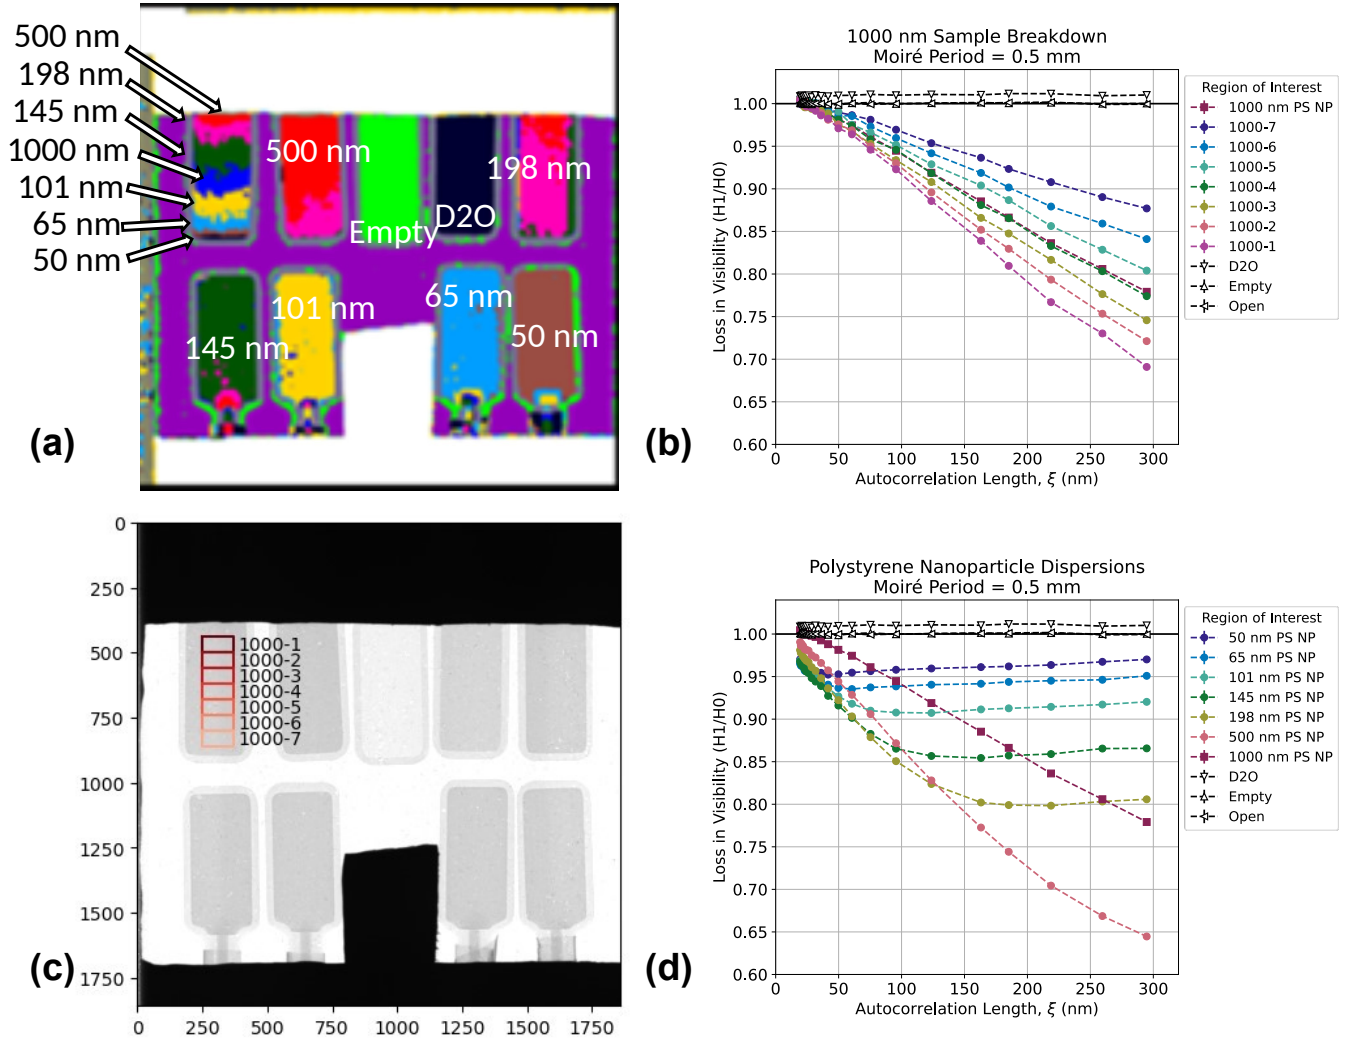 500 nm
198 nm
145 nm
1000 nm
101 nm
65 nm
50 nm
500 nm
Empty
D2O
198 nm
145 nm
101 nm
65 nm
50 nm
(a)
1000 nm Sample Breakdown
Moiré Period = 0.5 mm
Loss in Visibility (H1/H0)
1.00
0.95
0.90
0.85
0.80
0.75
0.70
0.65
0.60
0 50 100 150 200 250 300
Autocorrelation Length, ξ (nm)
Region of Interest
1000 nm PS NP
1000-7
1000-6
1000-5
1000-4
1000-3
1000-2
1000-1
D2O
Empty
Open
(b)
0
250
500
750
1000
1250
1500
1750
0 250 500 750 1000 1250 1500 1750
1000-1
1000-2
1000-3
1000-4
1000-5
1000-6
1000-7
(c)
Polystyrene Nanoparticle Dispersions
Moiré Period = 0.5 mm
Loss in Visibility (H1/H0)
1.00
0.95
0.90
0.85
0.80
0.75
0.70
0.65
0.60
0 50 100 150 200 250 300
Autocorrelation Length, ξ (nm)
Region of Interest
50 nm PS NP
65 nm PS NP
101 nm PS NP
145 nm PS NP
198 nm PS NP
500 nm PS NP
1000 nm PS NP
D2O
Empty
Open
(d)